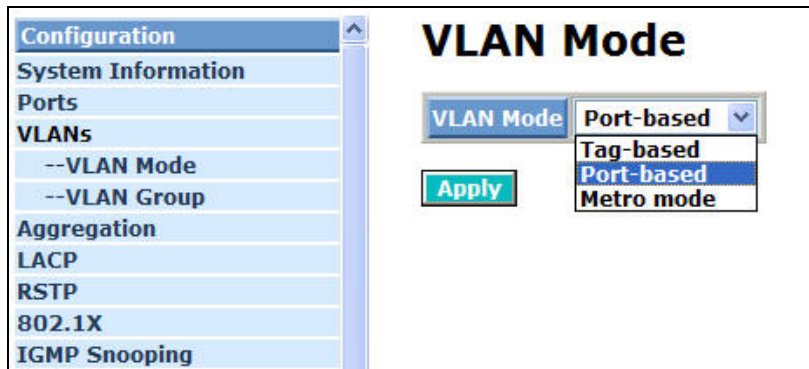 Configuration
System Information
Ports
VLANs
--VLAN Mode
--VLAN Group
Aggregation
LACP
RSTP
802.1X
IGMP Snooping
VLAN Mode
VLAN Mode Port-based
Tag-based
Port-based
Metro mode
Apply